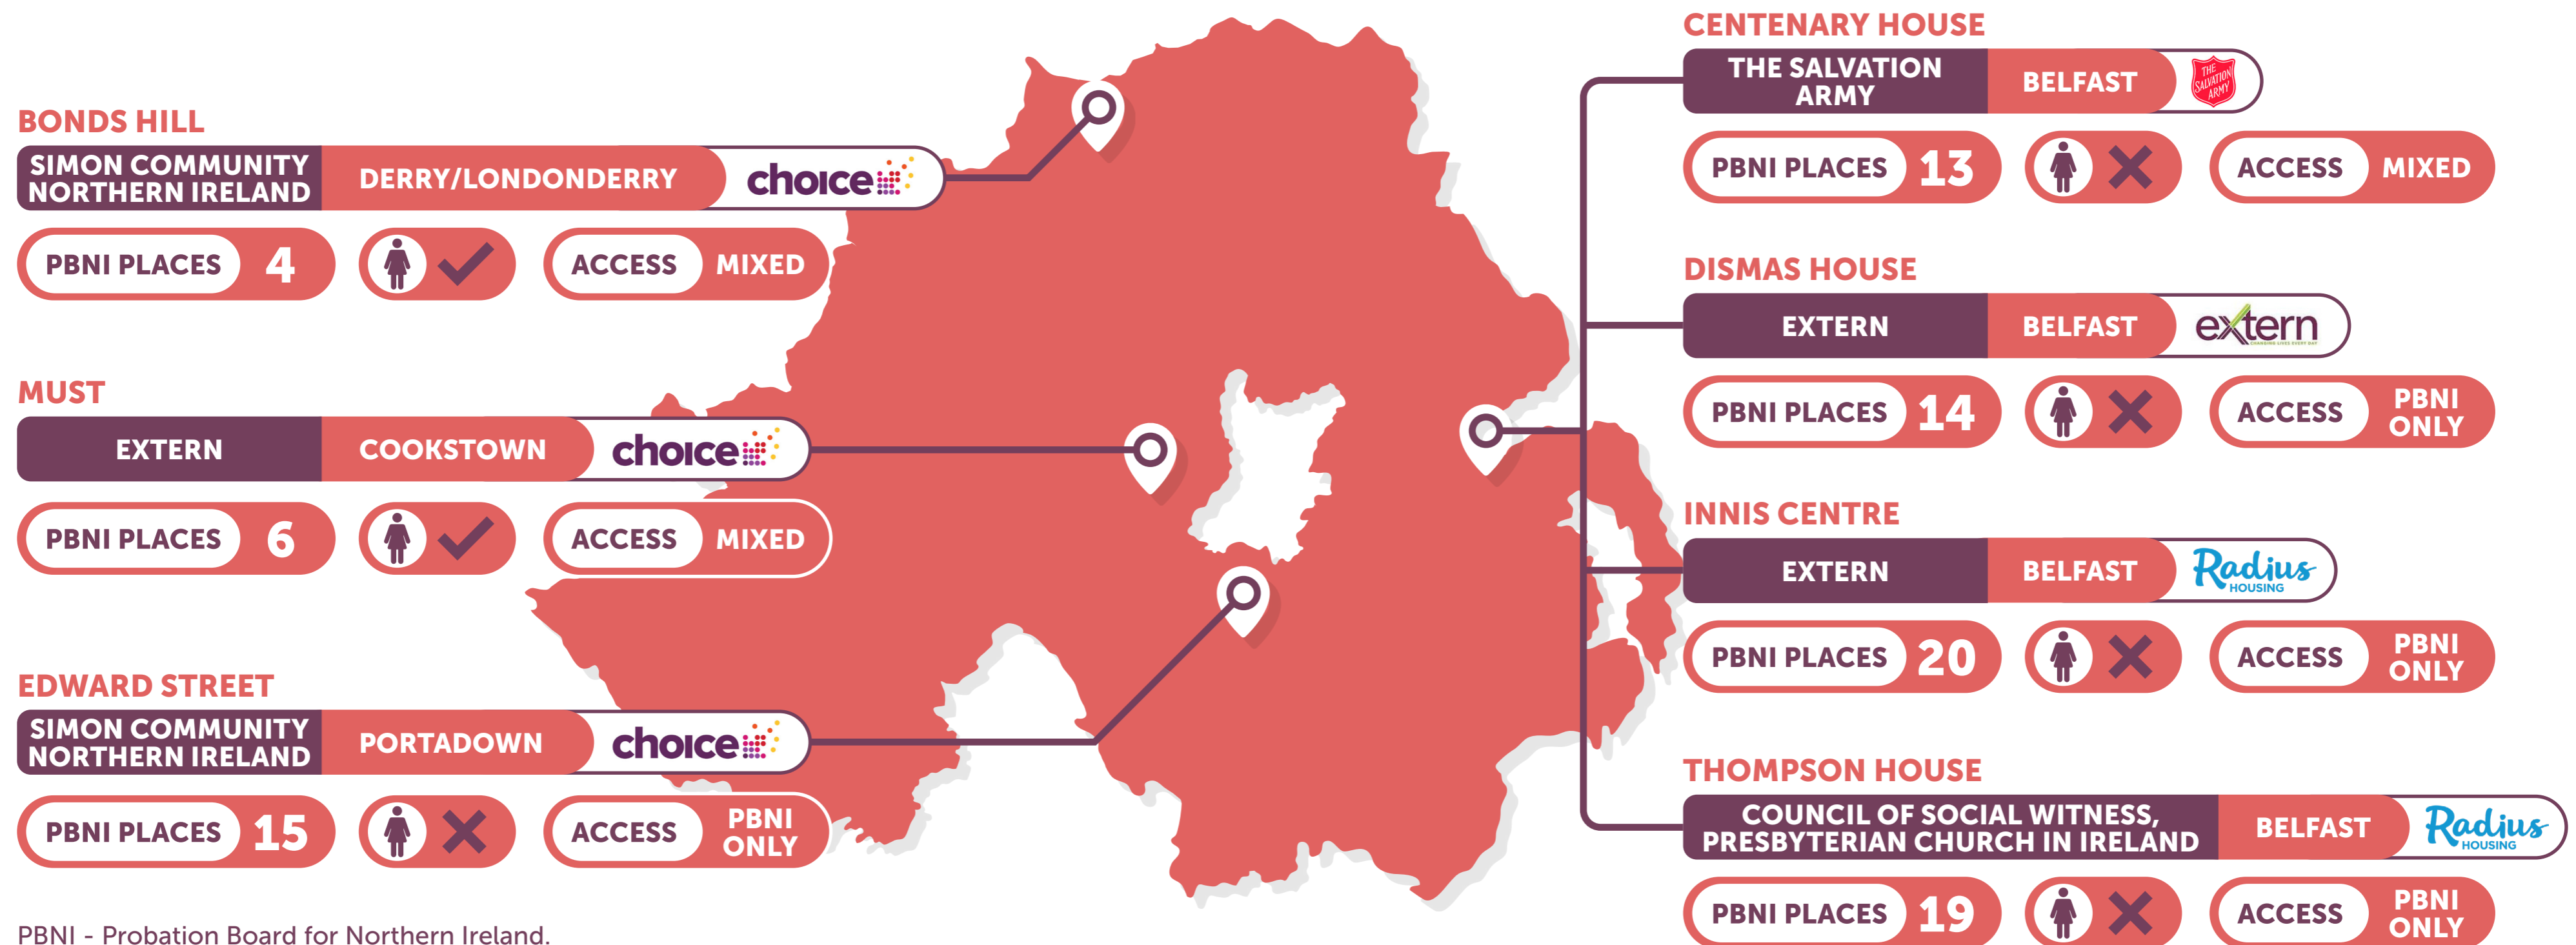 BONDS HILL
SIMON COMMUNITY
NORTHERN IRELAND
DERRY/LONDONDERRY
choice
PBNI PLACES 4
ACCESS MIXED
MUST
EXTERN
COOKSTOWN
choice
PBNI PLACES 6
ACCESS MIXED
EDWARD STREET
SIMON COMMUNITY
NORTHERN IRELAND
PORTADOWN
choice
PBNI PLACES 15
ACCESS PBNI
ONLY
PBNI - Probation Board for Northern Ireland.
CENTENARY HOUSE
THE SALVATION
ARMY
BELFAST
THE
SALVATION
ARMY
PBNI PLACES 13
ACCESS MIXED
DISMAS HOUSE
EXTERN
BELFAST
extern
CHANGING LIVES EVERY DAY
PBNI PLACES 14
ACCESS PBNI
ONLY
INNIS CENTRE
EXTERN
BELFAST
Radius
HOUSING
PBNI PLACES 20
ACCESS PBNI
ONLY
THOMPSON HOUSE
COUNCIL OF SOCIAL WITNESS,
PRESBYTERIAN CHURCH IN IRELAND
BELFAST
Radius
HOUSING
PBNI PLACES 19
ACCESS PBNI
ONLY